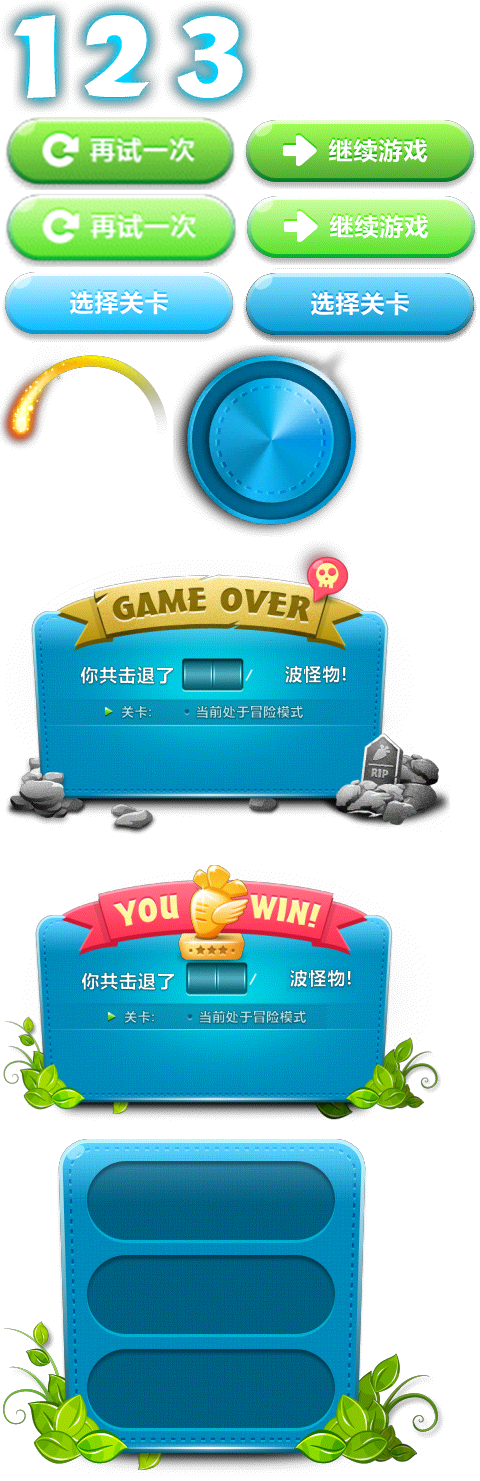 1 2 3
再试一次
继续游戏
再试一次
继续游戏
选择关卡
选择关卡
GAME OVER
你共击退了 / 波怪物!
关卡: 当前处于冒险模式
RIP
YOU WIN!
你共击退了 / 波怪物!
关卡: 当前处于冒险模式